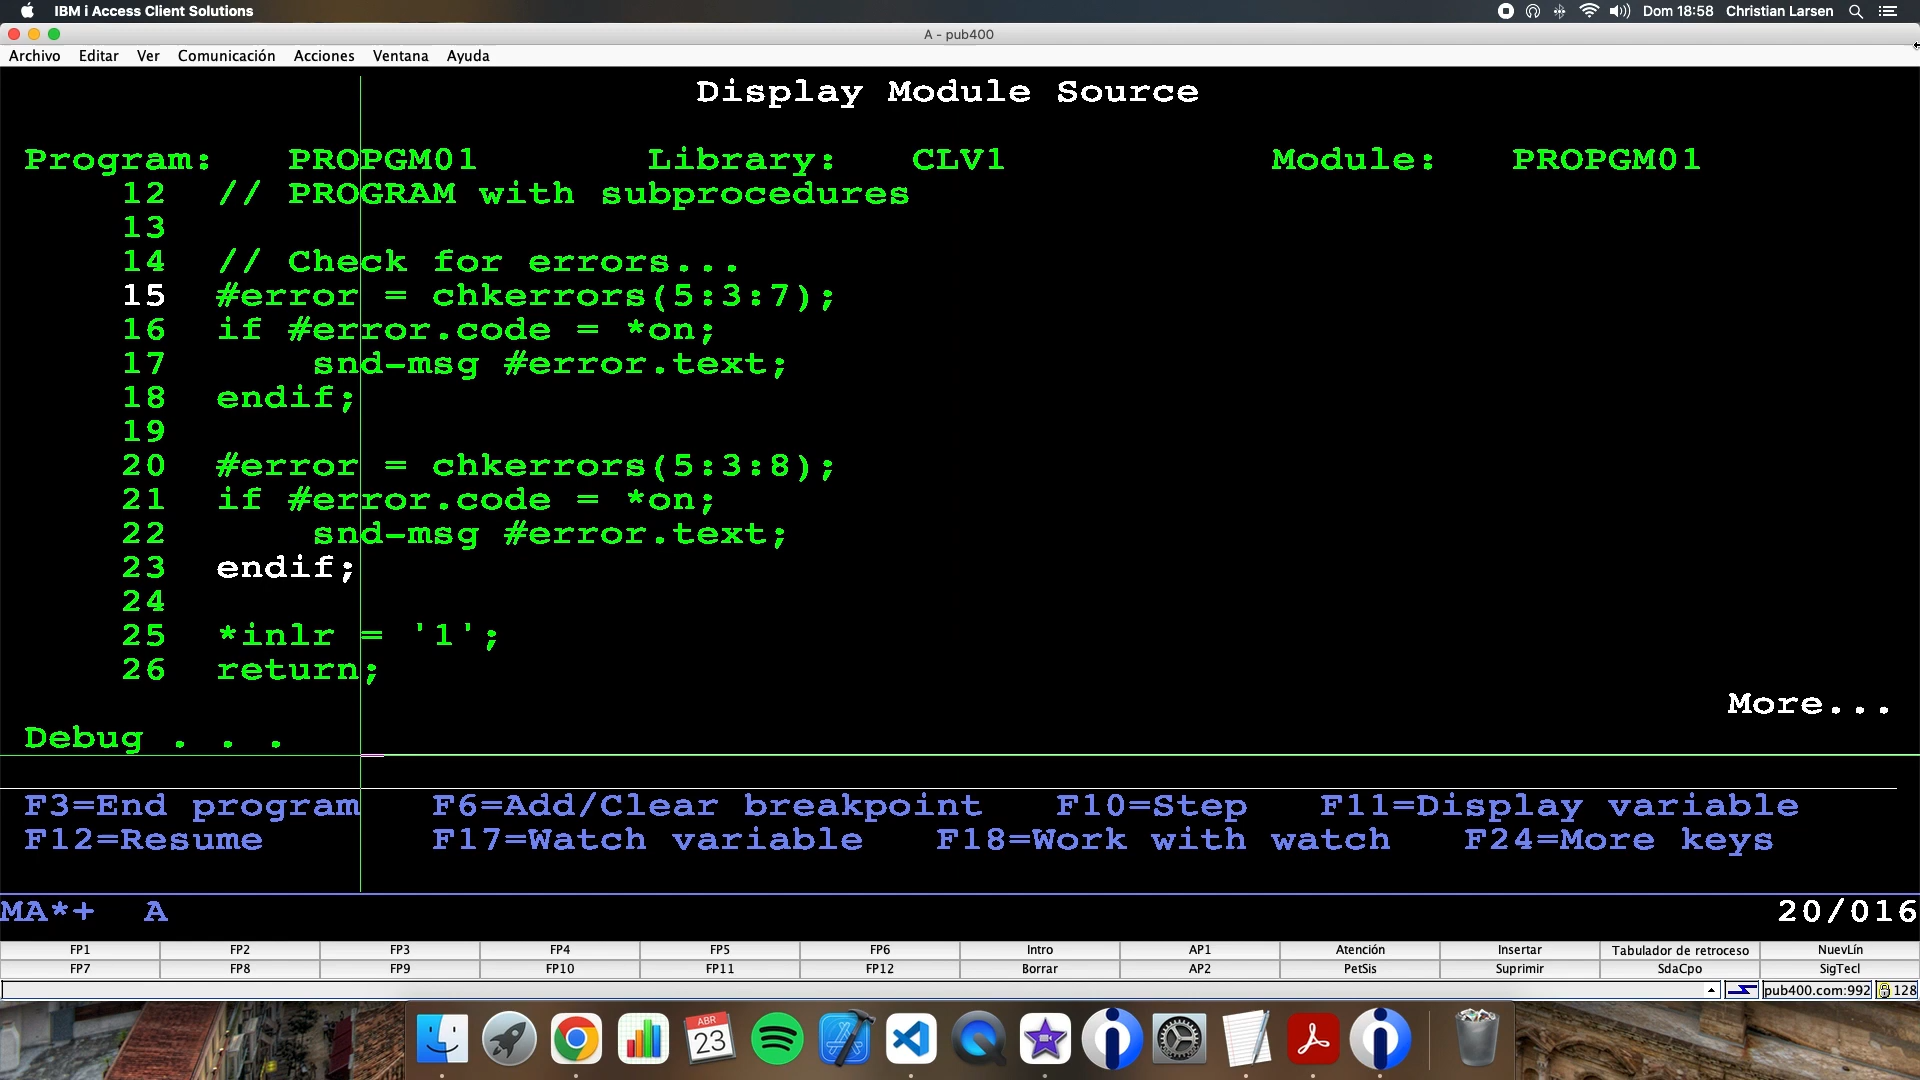 IBM i Access Client Solutions Dom 18:58 Christian Larsen
A - pub400
Archivo Editar Ver Comunicación Acciones Ventana Ayuda
Display Module Source
Program: PROPGM01 Library: CLV1 Module: PROPGM01
12 // PROGRAM with subprocedures
13
14 // Check for errors...
15 #error = chkerrors(5:3:7);
16 if #error.code = *on;
17 snd-msg #error.text;
18 endif;
19
20 #error = chkerrors(5:3:8);
21 if #error.code = *on;
22 snd-msg #error.text;
23 endif;
24
25 *inlr = '1';
26 return;
More...
Debug . . .
F3=End program F6=Add/Clear breakpoint F10=Step F11=Display variable
F12=Resume F17=Watch variable F18=Work with watch F24=More keys
MA*+ A 20/016
FP1 FP2 FP3 FP4 FP5 FP6 Intro AP1 Atención Insertar Tabulador de retroceso NuevLín
FP7 FP8 FP9 FP10 FP11 FP12 Borrar AP2 PetSis Suprimir SdaCpo SigTecl
pub400.com:992 128
ABR
23